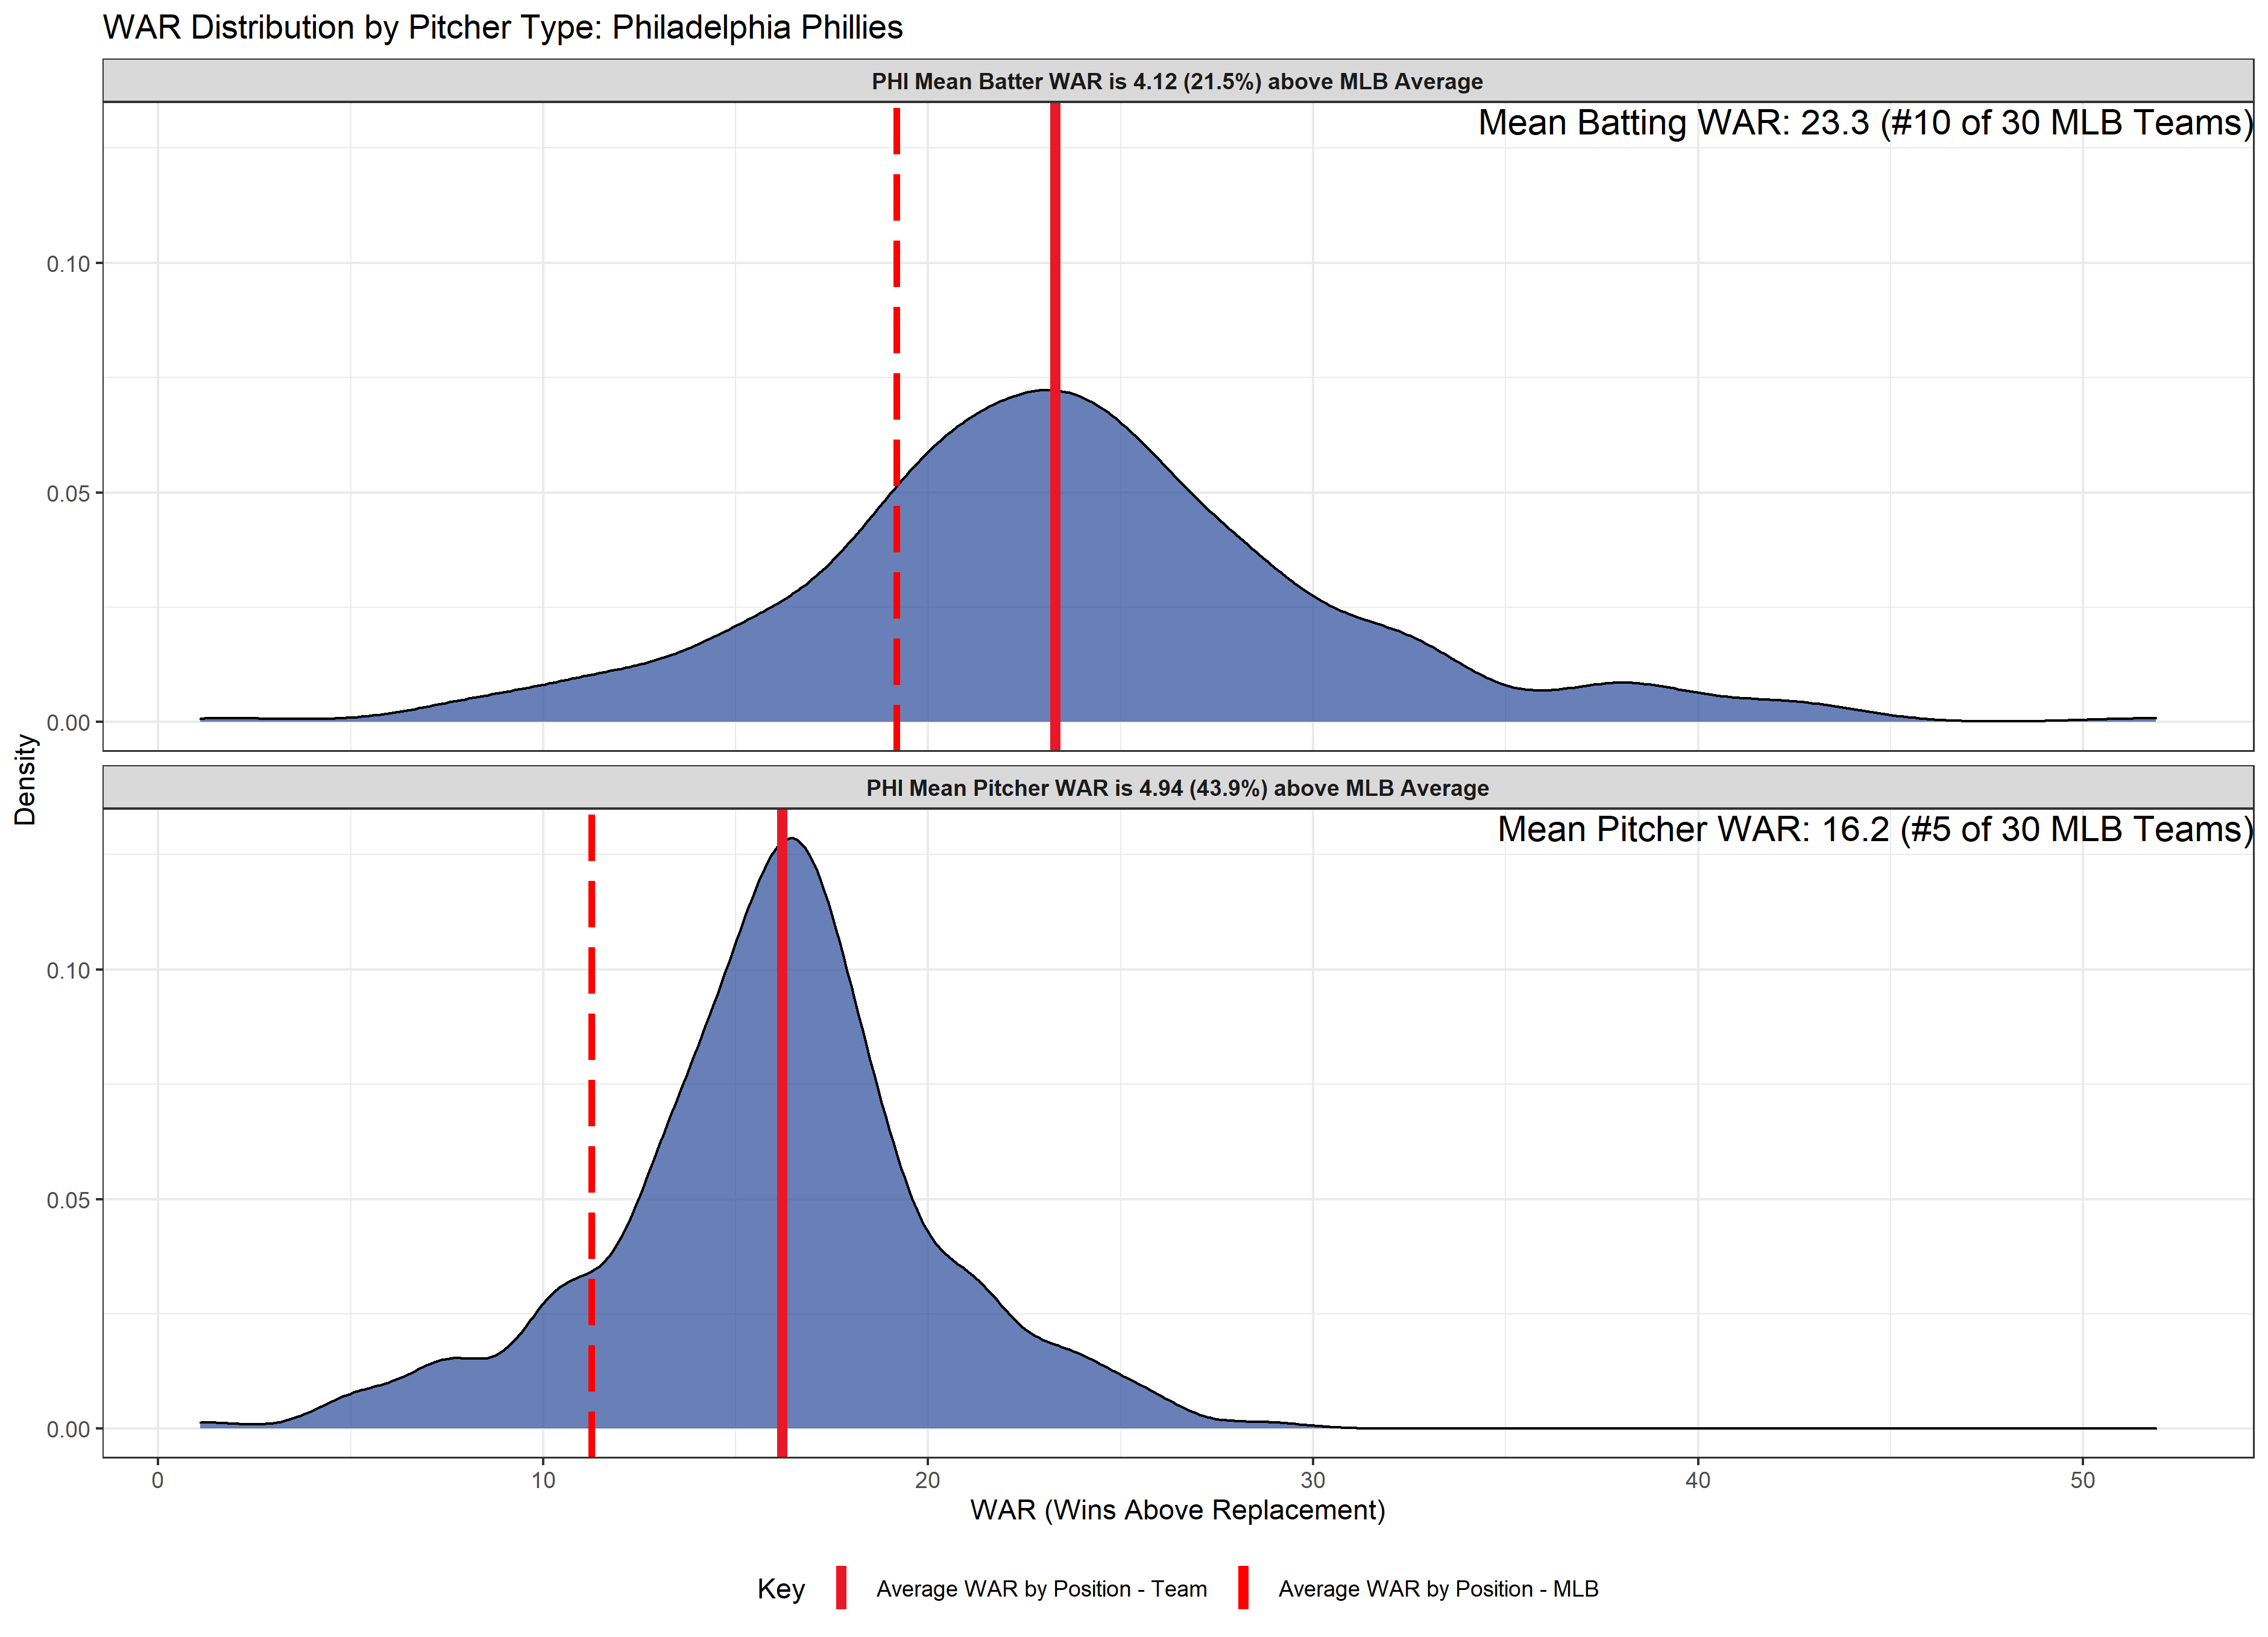 WAR Distribution by Pitcher Type: Philadelphia Phillies
PHI Mean Batter WAR is 4.12 (21.5%) above MLB Average
Mean Batting WAR: 23.3 (#10 of 30 MLB Teams)
0.10
0.05
0.00
Density
PHI Mean Pitcher WAR is 4.94 (43.9%) above MLB Average
Mean Pitcher WAR: 16.2 (#5 of 30 MLB Teams)
0.10
0.05
0.00
0 10 20 30 40 50
WAR (Wins Above Replacement)
Key Average WAR by Position - Team Average WAR by Position - MLB